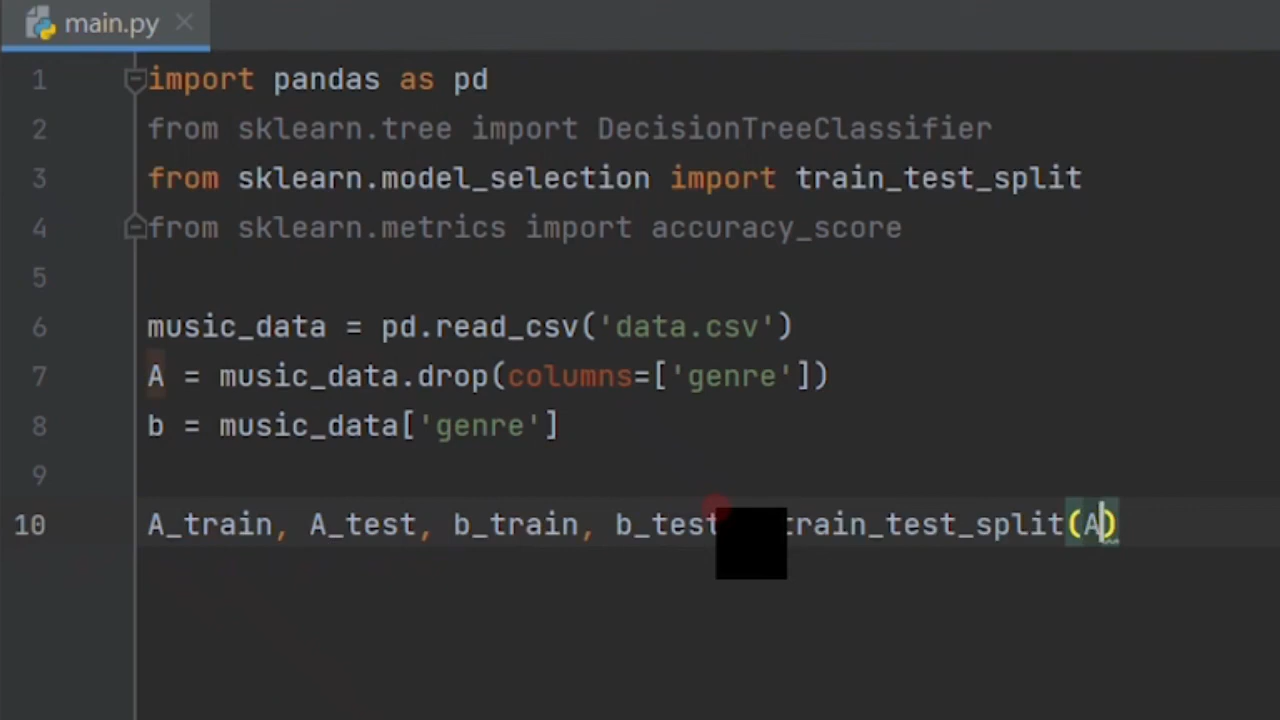 main.py
1 import pandas as pd
2 from sklearn.tree import DecisionTreeClassifier
3 from sklearn.model_selection import train_test_split
4 from sklearn.metrics import accuracy_score
5
6 music_data = pd.read_csv('data.csv')
7 A = music_data.drop(columns=['genre'])
8 b = music_data['genre']
9
10 A_train, A_test, b_train, b_test train_test_split(A)